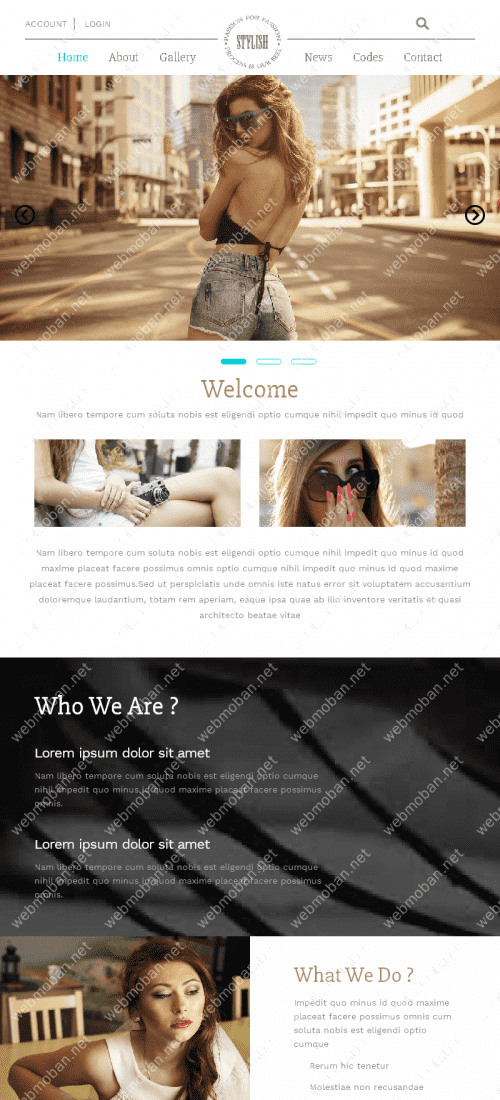 ACCOUNT | LOGIN
PASSION FOR FASHION
STYLISH
Home About Gallery News Codes Contact
Welcome
Nam libero tempore cum soluta nobis est eligendi optio cumque nihil impedit quo minus id quod
Nam libero tempore cum soluta nobis est eligendi optio cumque nihil impedit quo minus id quod
maxime placeat facere possimus omnis optio cumque nihil impedit quo minus id quod maxime
placeat facere possimus.Sed ut perspiciatis unde omnis iste natus error sit voluptatem accusantium
doloremque laudantium, totam rem aperiam, eaque ipsa quae ab illo inventore veritatis et quasi
architecto beatae vitae
Who We Are ?
Lorem ipsum dolor sit amet
Nam libero tempore cum soluta nobis est eligendi optio cumque
nihil impedit quo minus id quod maxime placeat facere possimus
omnis.
Lorem ipsum dolor sit amet
Nam libero tempore cum soluta nobis est eligendi optio cumque
nihil impedit quo minus id quod maxime placeat facere possimus
omnis.
What We Do ?
Impedit quo minus id quod maxime
placeat facere possimus omnis cum
soluta nobis est eligendi optio
cumque
Rerum hic tenetur
Molestiae non recusandae
webmoban.net